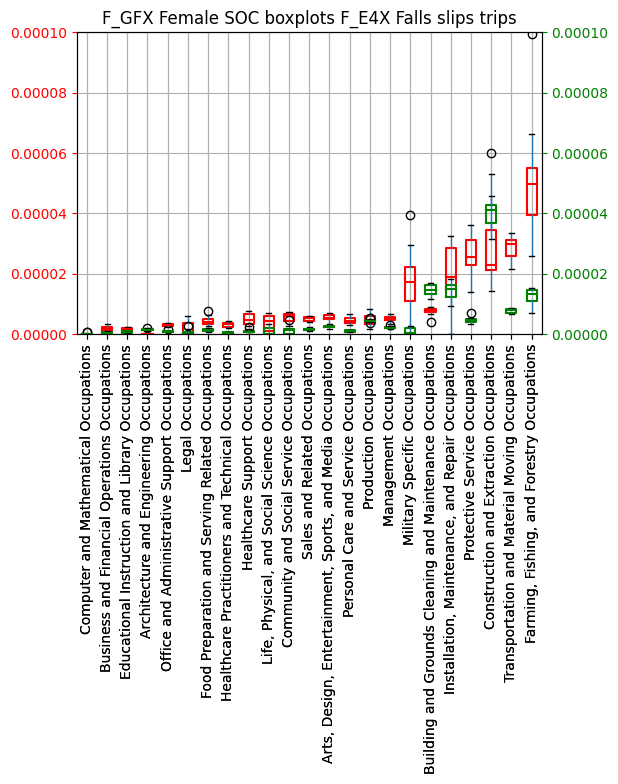 F_GFX Female SOC boxplots F_E4X Falls slips trips
0.00010
0.00008
0.00006
0.00004
0.00002
0.00000
0.00010
0.00008
0.00006
0.00004
0.00002
0.00000
Computer and Mathematical Occupations
Business and Financial Operations Occupations
Educational Instruction and Library Occupations
Architecture and Engineering Occupations
Office and Administrative Support Occupations
Legal Occupations
Food Preparation and Serving Related Occupations
Healthcare Practitioners and Technical Occupations
Healthcare Support Occupations
Life, Physical, and Social Science Occupations
Community and Social Service Occupations
Sales and Related Occupations
Arts, Design, Entertainment, Sports, and Media Occupations
Personal Care and Service Occupations
Production Occupations
Management Occupations
Military Specific Occupations
Building and Grounds Cleaning and Maintenance Occupations
Installation, Maintenance, and Repair Occupations
Protective Service Occupations
Construction and Extraction Occupations
Transportation and Material Moving Occupations
Farming, Fishing, and Forestry Occupations